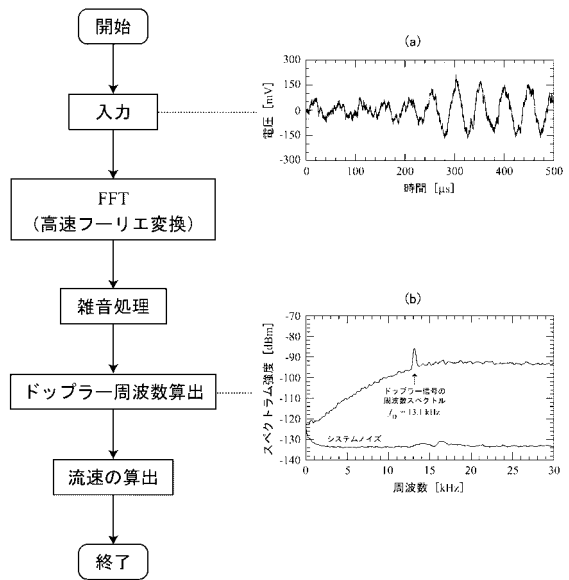 開始
入力
FFT
（高速フーリエ変換）
雑音処理
ドップラー周波数算出
流速の算出
終了
(a)
電圧 [mV]
300
150
0
-150
-300
0 100 200 300 400 500
時間 [μs]
(b)
スペクトラム強度 [dBm]
-70
-80
-90
-100
-110
-120
-130
-140
ドップラー信号の
周波数スペクトル
fD = 13.1 kHz
システムノイズ
0 5 10 15 20 25 30
周波数 [kHz]